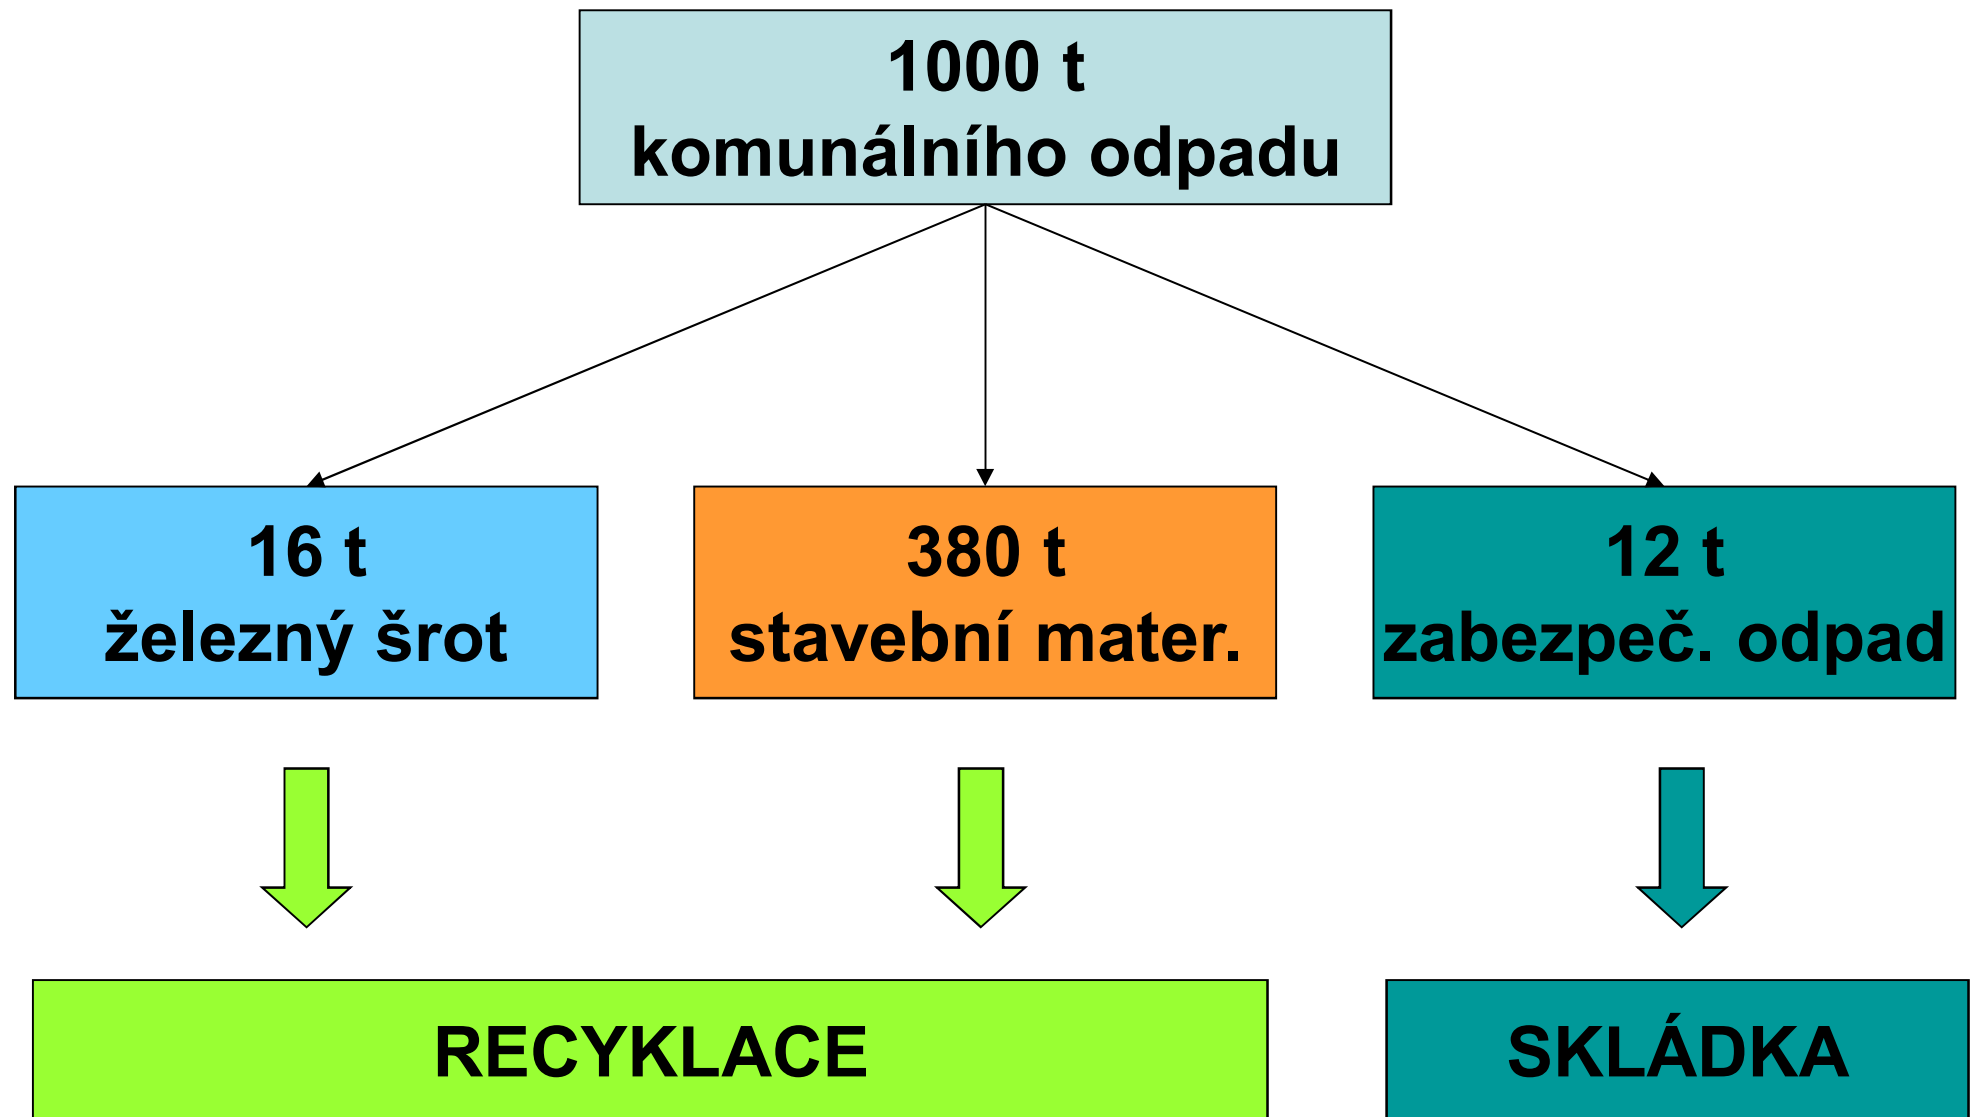 1000 t
komunálního odpadu
16 t
železný šrot
380 t
stavební mater.
12 t
zabezpeč. odpad
RECYKLACE
SKLÁDKA